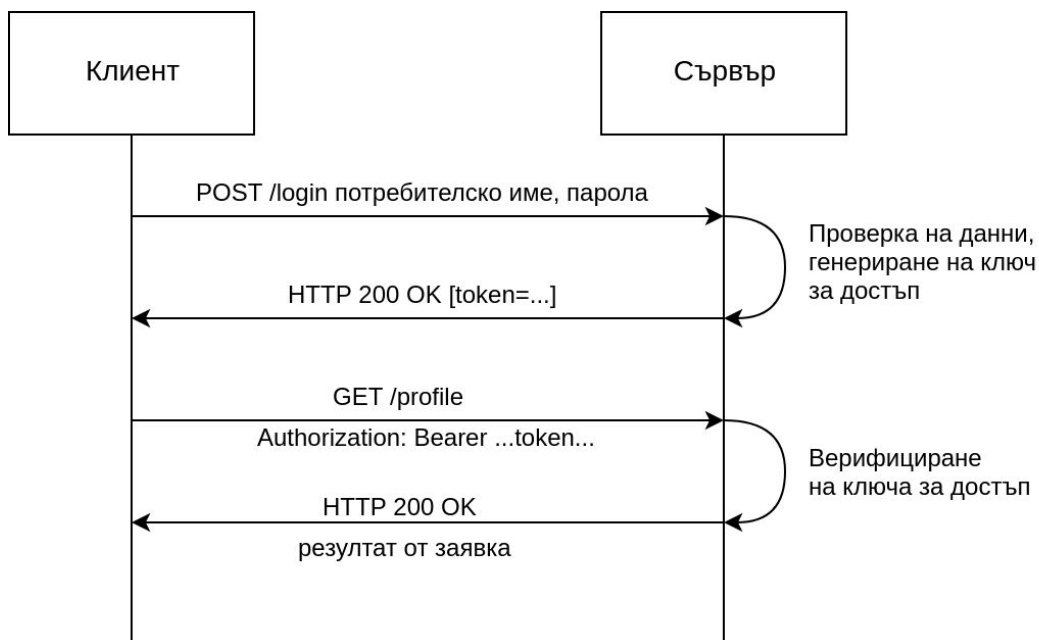 Клиент
Сървър
POST /login потребителско име, парола
Проверка на данни,
генериране на ключ
за достъп
HTTP 200 OK [token=...]
GET /profile
Authorization: Bearer ...token...
Верифициране
на ключа за достъп
HTTP 200 OK
резултат от заявка